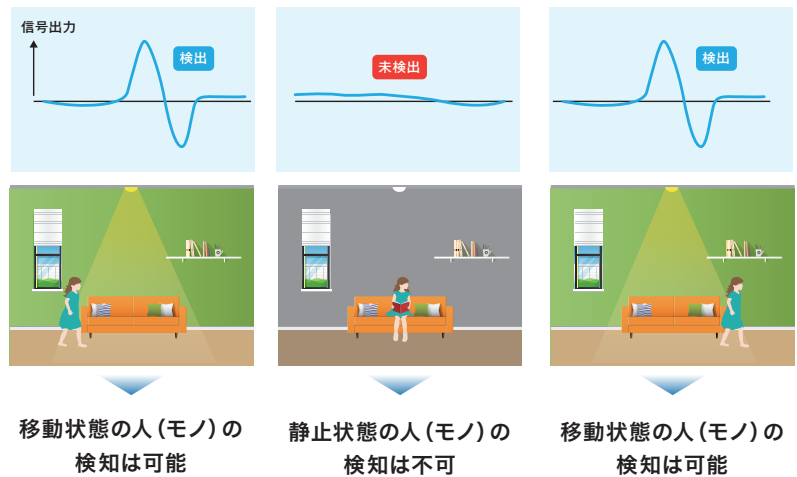 信号出力
検出
未検出
検出
移動状態の人（モノ）の
検知は可能
静止状態の人（モノ）の
検知は不可
移動状態の人（モノ）の
検知は可能